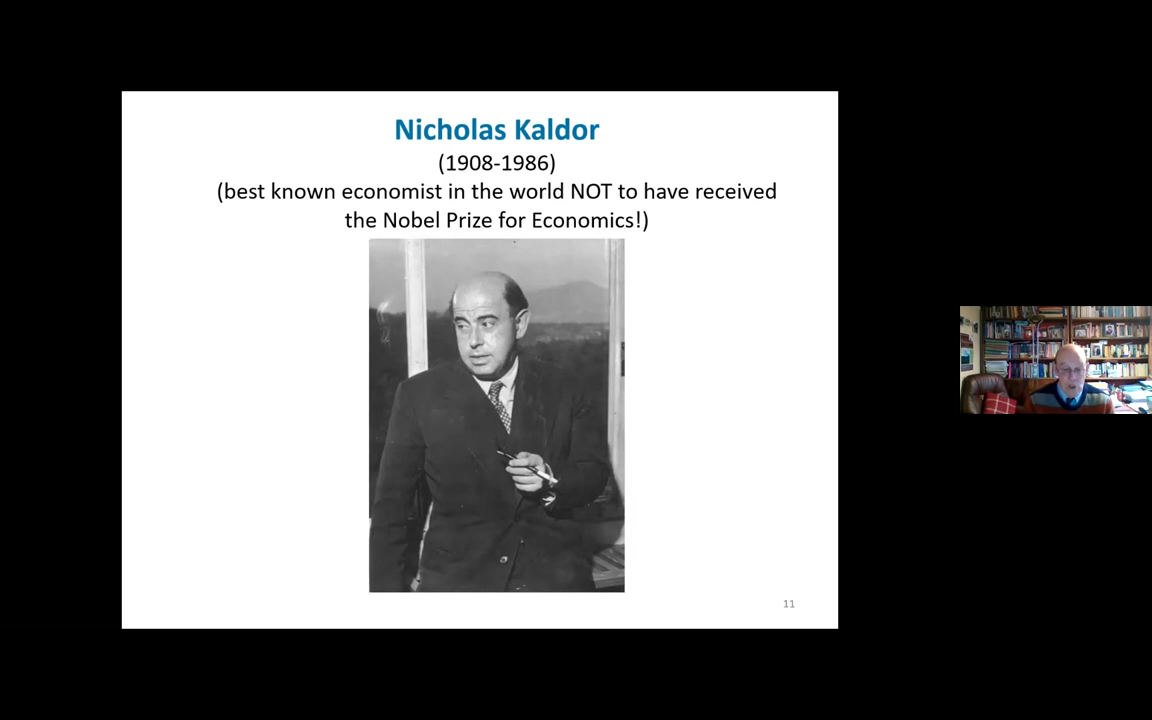 Nicholas Kaldor
(1908-1986)
(best known economist in the world NOT to have received
the Nobel Prize for Economics!)
11